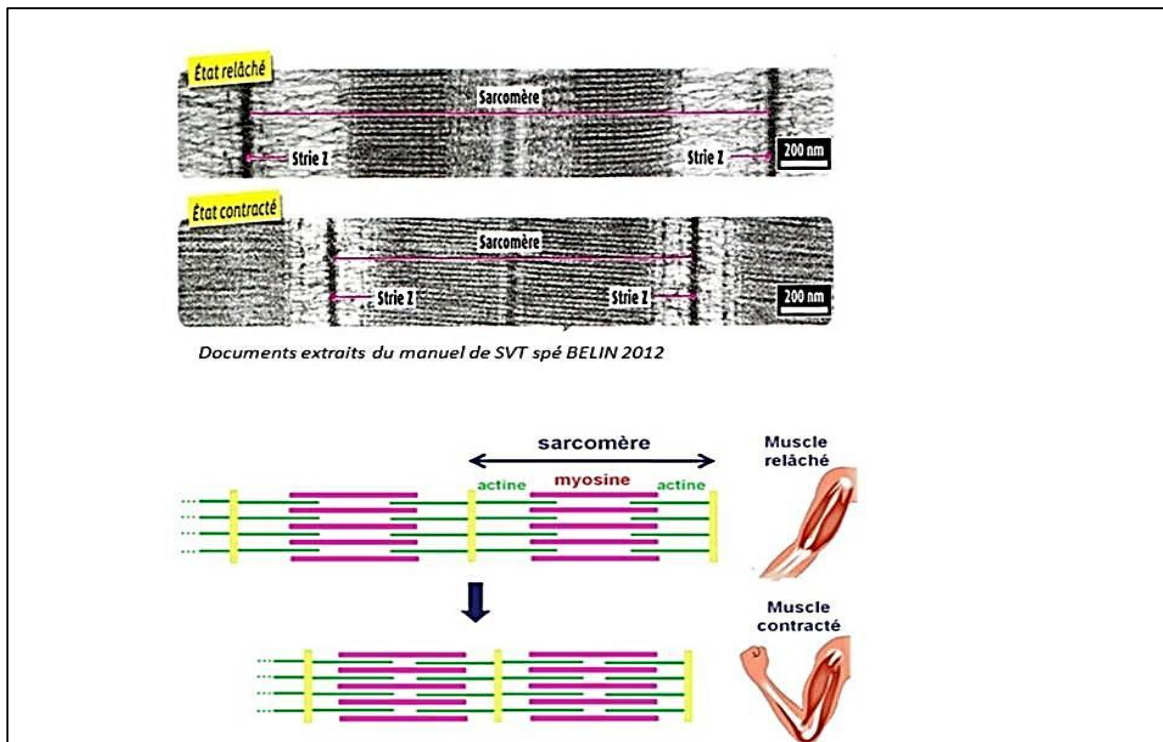 État relâché
Sarcomère
Strie Z
Strie Z
200 nm
État contracté
Sarcomère
Strie Z
Strie Z
200 nm
Documents extraits du manuel de SVT spé BELIN 2012
sarcomère
Muscle
relâché
actine
myosine
actine
Muscle
contracté